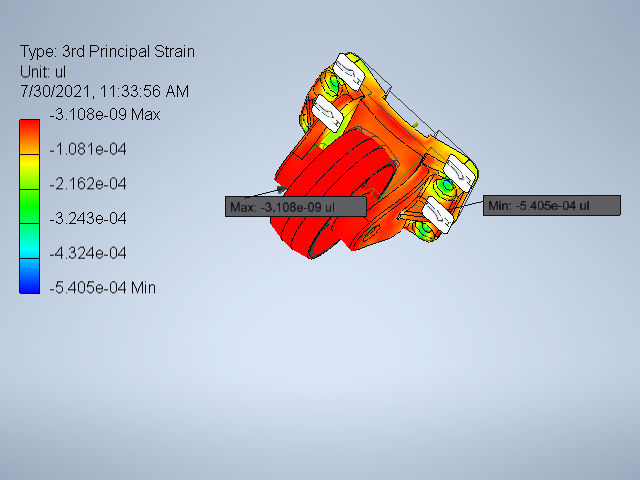 Type: 3rd Principal Strain
Unit: ul
7/30/2021, 11:33:56 AM
-3.108e-09 Max
-1.081e-04
-2.162e-04
-3.243e-04
-4.324e-04
-5.405e-04 Min
Max: -3.108e-09 ul
Min: -5.405e-04 ul